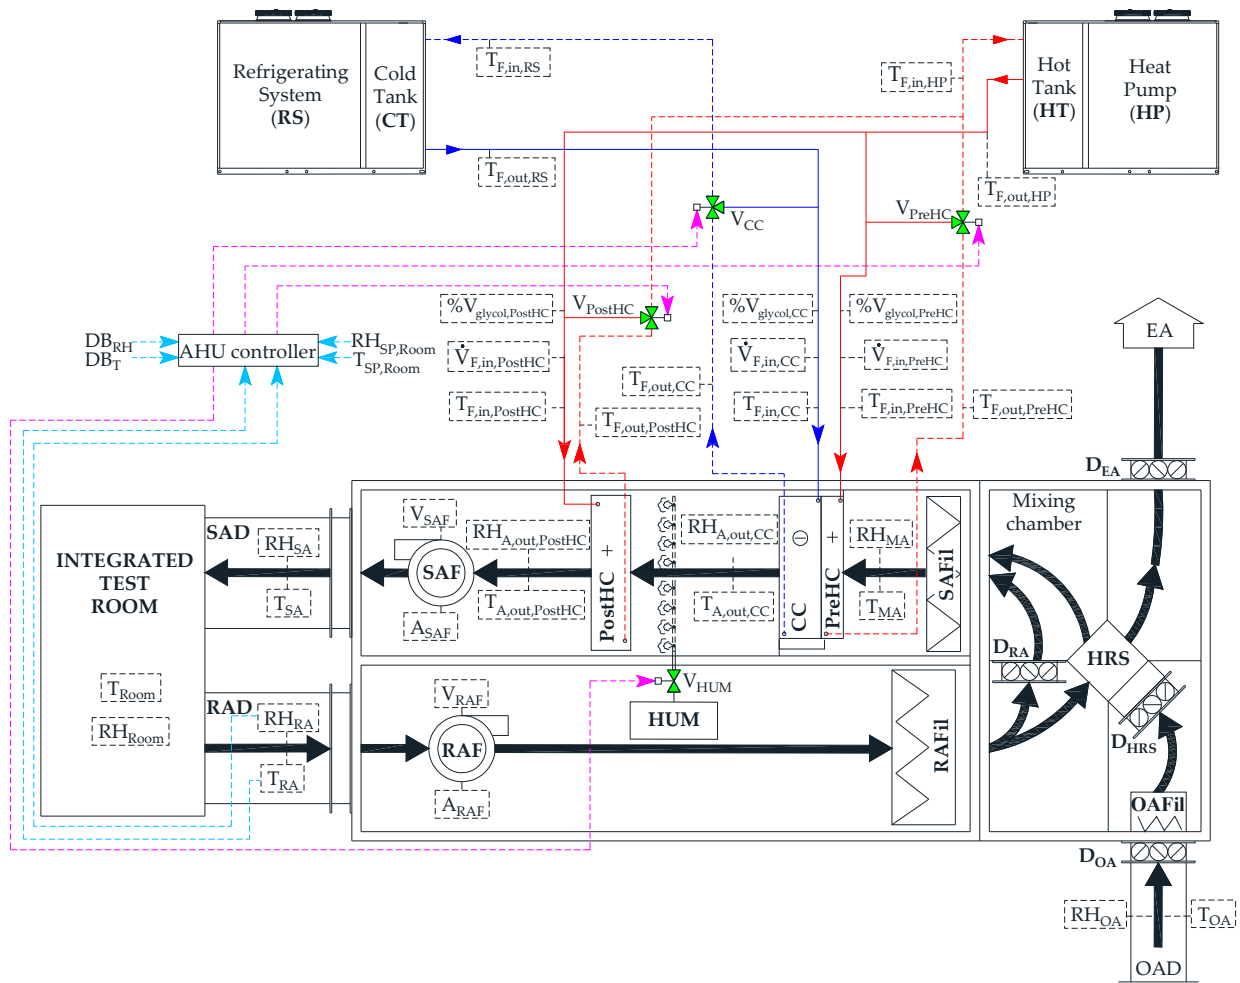 Refrigerating
System
(RS)
Cold
Tank
(CT)
T_F,in,RS
T_F,out,RS
T_F,in,HP
Hot
Tank
(HT)
Heat
Pump
(HP)
T_F,out,HP
V_CC
V_PreHC
%V_glycol,PostHC
V_PostHC
%V_glycol,CC
%V_glycol,PreHC
EA
DB_RH
DB_T
AHU controller
RH_SP,Room
T_SP,Room
V̇_F,in,PostHC
V̇_F,in,CC
V̇_F,in,PreHC
T_F,out,CC
T_F,in,PostHC
T_F,out,PostHC
T_F,in,CC
T_F,in,PreHC
T_F,out,PreHC
D_EA
INTEGRATED
TEST
ROOM
SAD
RH_SA
T_SA
V_SAF
SAF
A_SAF
RH_A,out,PostHC
T_A,out,PostHC
PostHC +
RH_A,out,CC
T_A,out,CC
CC ⊖
PreHC +
RH_MA
T_MA
SAFil
Mixing
chamber
D_RA
HRS
D_HRS
T_Room
RH_Room
RAD
RH_RA
T_RA
V_RAF
RAF
A_RAF
V_HUM
HUM
RAFil
OAFil
D_OA
RH_OA
T_OA
OAD